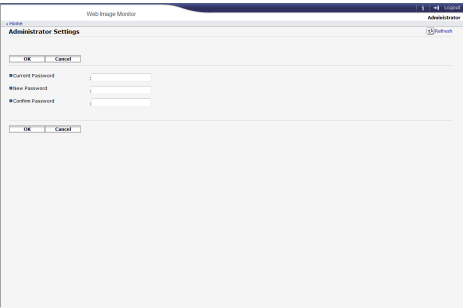 Logout
Web Image Monitor
Administrator
Home
Administrator Settings
Refresh
OK Cancel
Current Password :
New Password :
Confirm Password :
OK Cancel